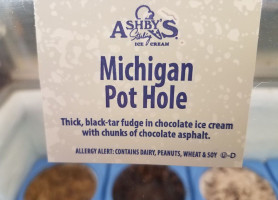 ASHBY'S
Sterling
ICE CREAM
Michigan
Pot Hole
Thick, black-tar fudge in chocolate ice cream
with chunks of chocolate asphalt.
ALLERGY ALERT: CONTAINS DAIRY, PEANUTS, WHEAT & SOY Ⓤ-D